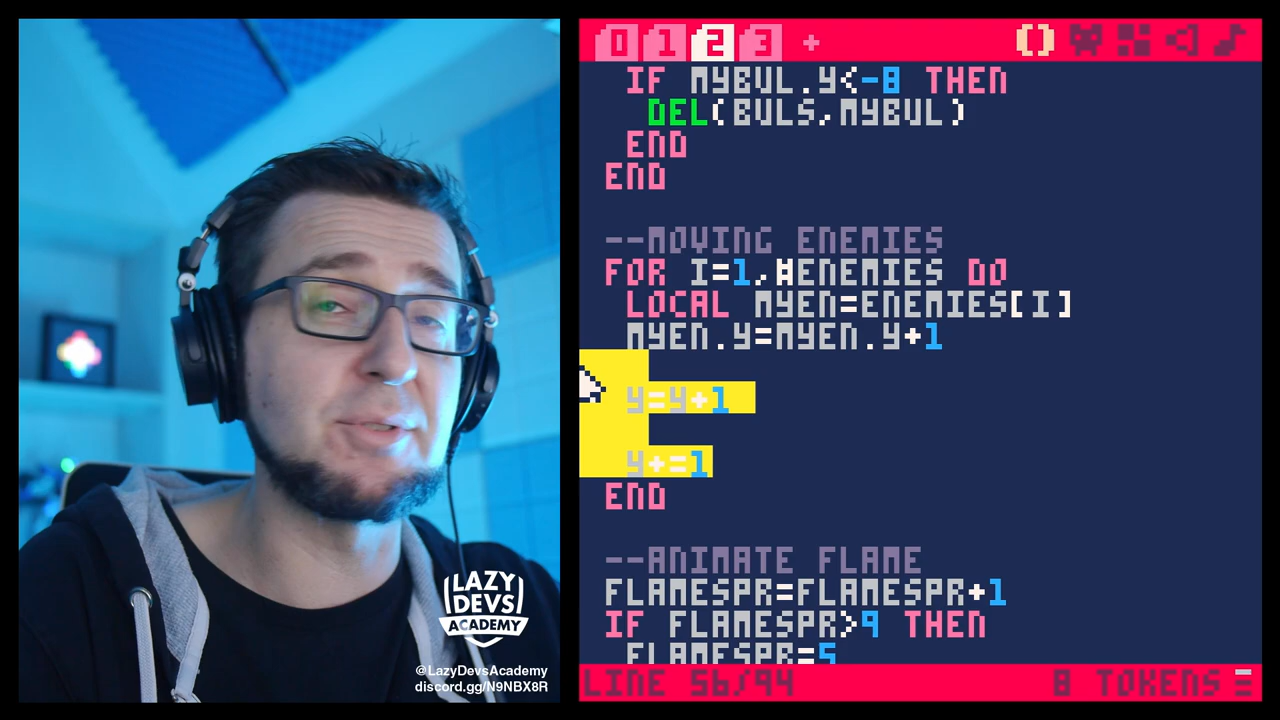 LAZY
DEVS
ACADEMY
@LazyDevsAcademy
discord.gg/N9NBX8R
0 1 2 3 +
IF MYBUL.Y<-8 THEN
DEL(BULS,MYBUL)
END
END
--MOVING ENEMIES
FOR I=1,#ENEMIES DO
LOCAL MYEN=ENEMIES[I]
MYEN.Y=MYEN.Y+1
Y=Y+1
Y+=1
END
--ANIMATE FLAME
FLAMESPR=FLAMESPR+1
IF FLAMESPR>9 THEN
FLAMESPR=5
LINE 56/94
8 TOKENS